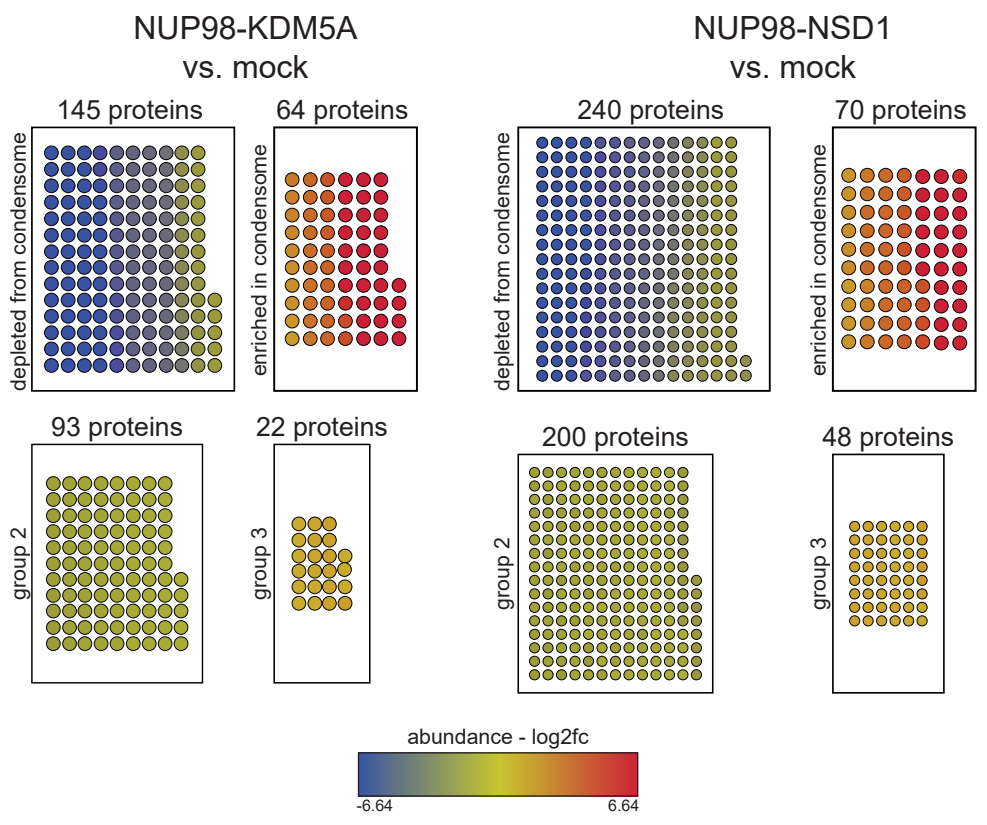 NUP98-KDM5A
vs. mock
NUP98-NSD1
vs. mock
145 proteins
64 proteins
240 proteins
70 proteins
depleted from condensome
enriched in condensome
depleted from condensome
enriched in condensome
93 proteins
22 proteins
200 proteins
48 proteins
group 2
group 3
group 2
group 3
abundance - log2fc
-6.64
6.64